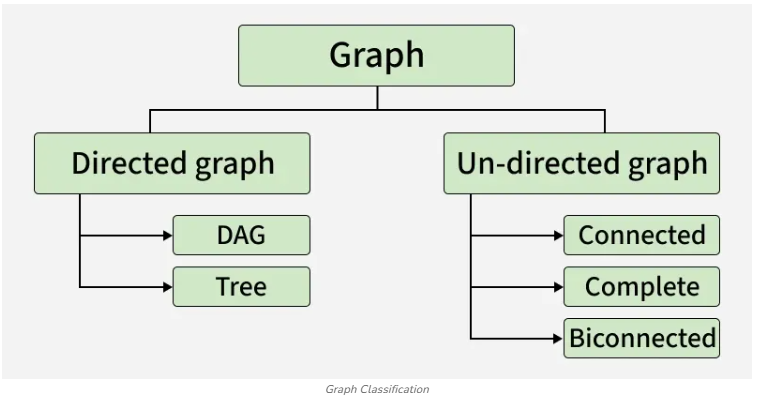 Graph
Directed graph
Un-directed graph
DAG
Tree
Connected
Complete
Biconnected
Graph Classification